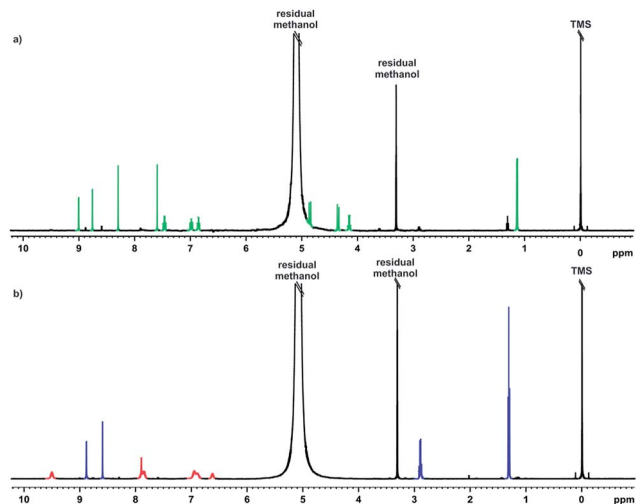 residual
methanol
TMS
a)
residual
methanol
10 9 8 7 6 5 4 3 2 1 0 ppm
residual
methanol
residual
methanol
TMS
b)
10 9 8 7 6 5 4 3 2 1 0 ppm